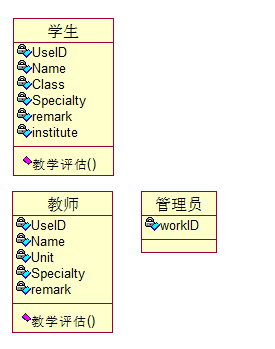 学生
UseID
Name
Class
Specialty
remark
institute
教学评估()
教师
UseID
Name
Unit
Specialty
remark
教学评估()
管理员
workID